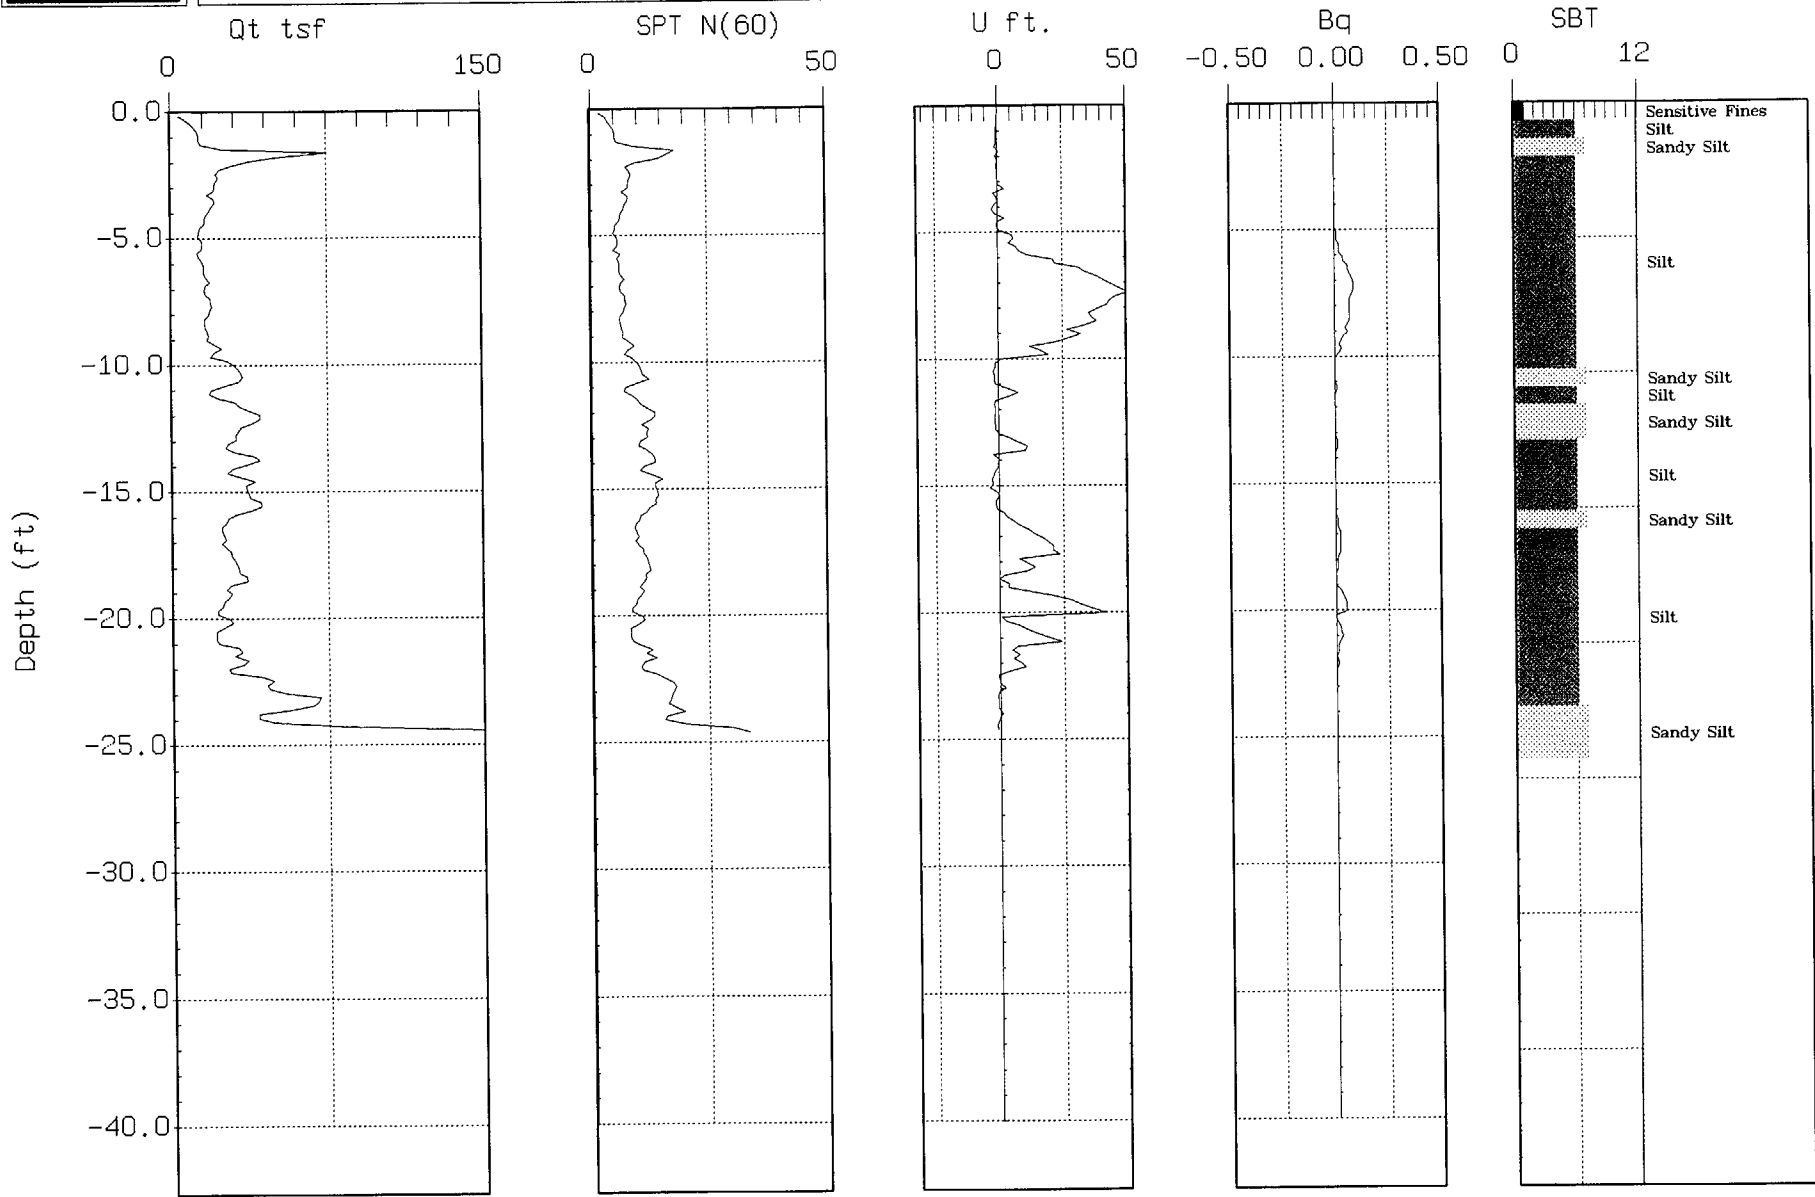 Qt tsf
SPT N(60)
U ft.
Bq
SBT
0 150
0 50
0 50
-0.50 0.00 0.50
0 12
0.0
-5.0
-10.0
-15.0
-20.0
-25.0
-30.0
-35.0
-40.0
Depth (ft)
Sensitive Fines
Silt
Sandy Silt
Silt
Sandy Silt
Silt
Sandy Silt
Silt
Sandy Silt
Silt
Sandy Silt